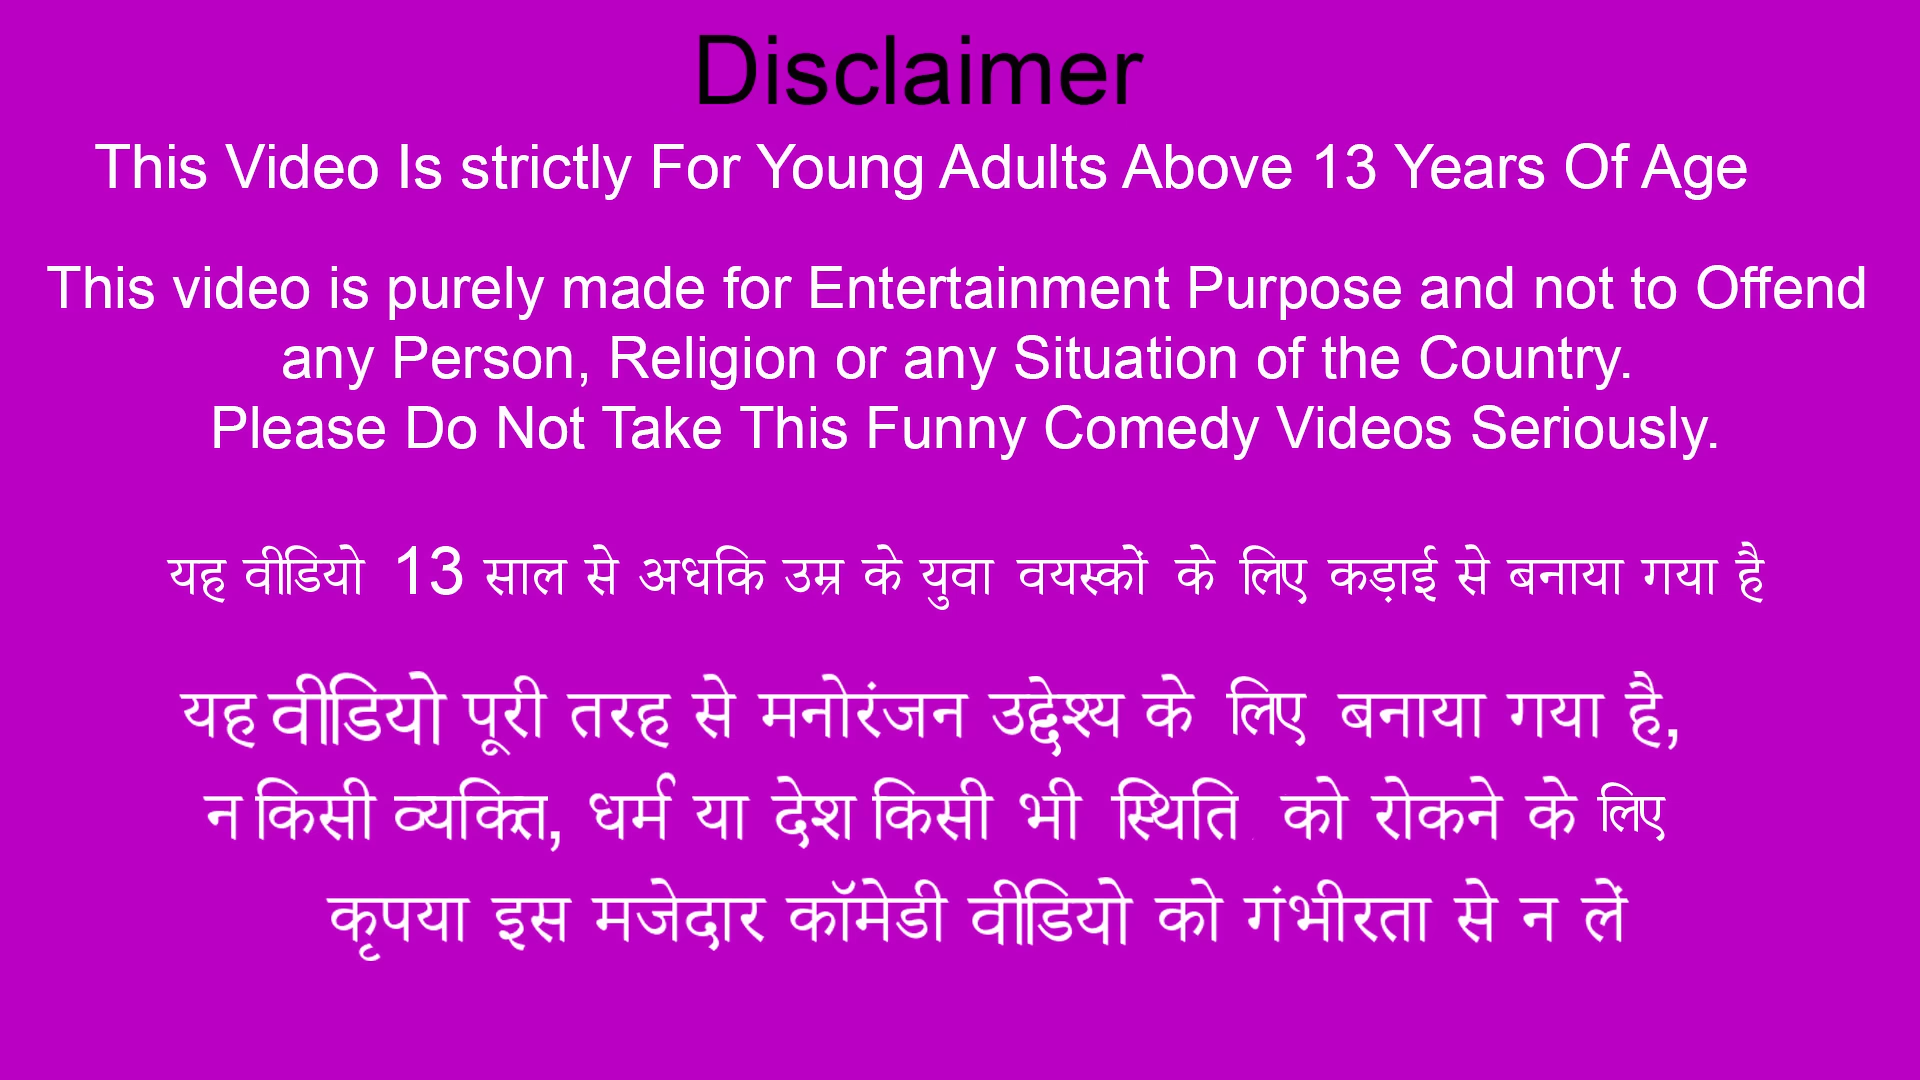 Disclaimer
This Video Is strictly For Young Adults Above 13 Years Of Age
This video is purely made for Entertainment Purpose and not to Offend
any Person, Religion or any Situation of the Country.
Please Do Not Take This Funny Comedy Videos Seriously.
यह वीडियो 13 साल से अधकि उम्र के युवा वयस्कों के लिए कड़ाई से बनाया गया है
यह वीडियो पूरी तरह से मनोरंजन उद्देश्य के लिए बनाया गया है,
न किसी व्यक्ति, धर्म या देश किसी भी स्थिति को रोकने के लिए
कृपया इस मजेदार कॉमेडी वीडियो को गंभीरता से न लें